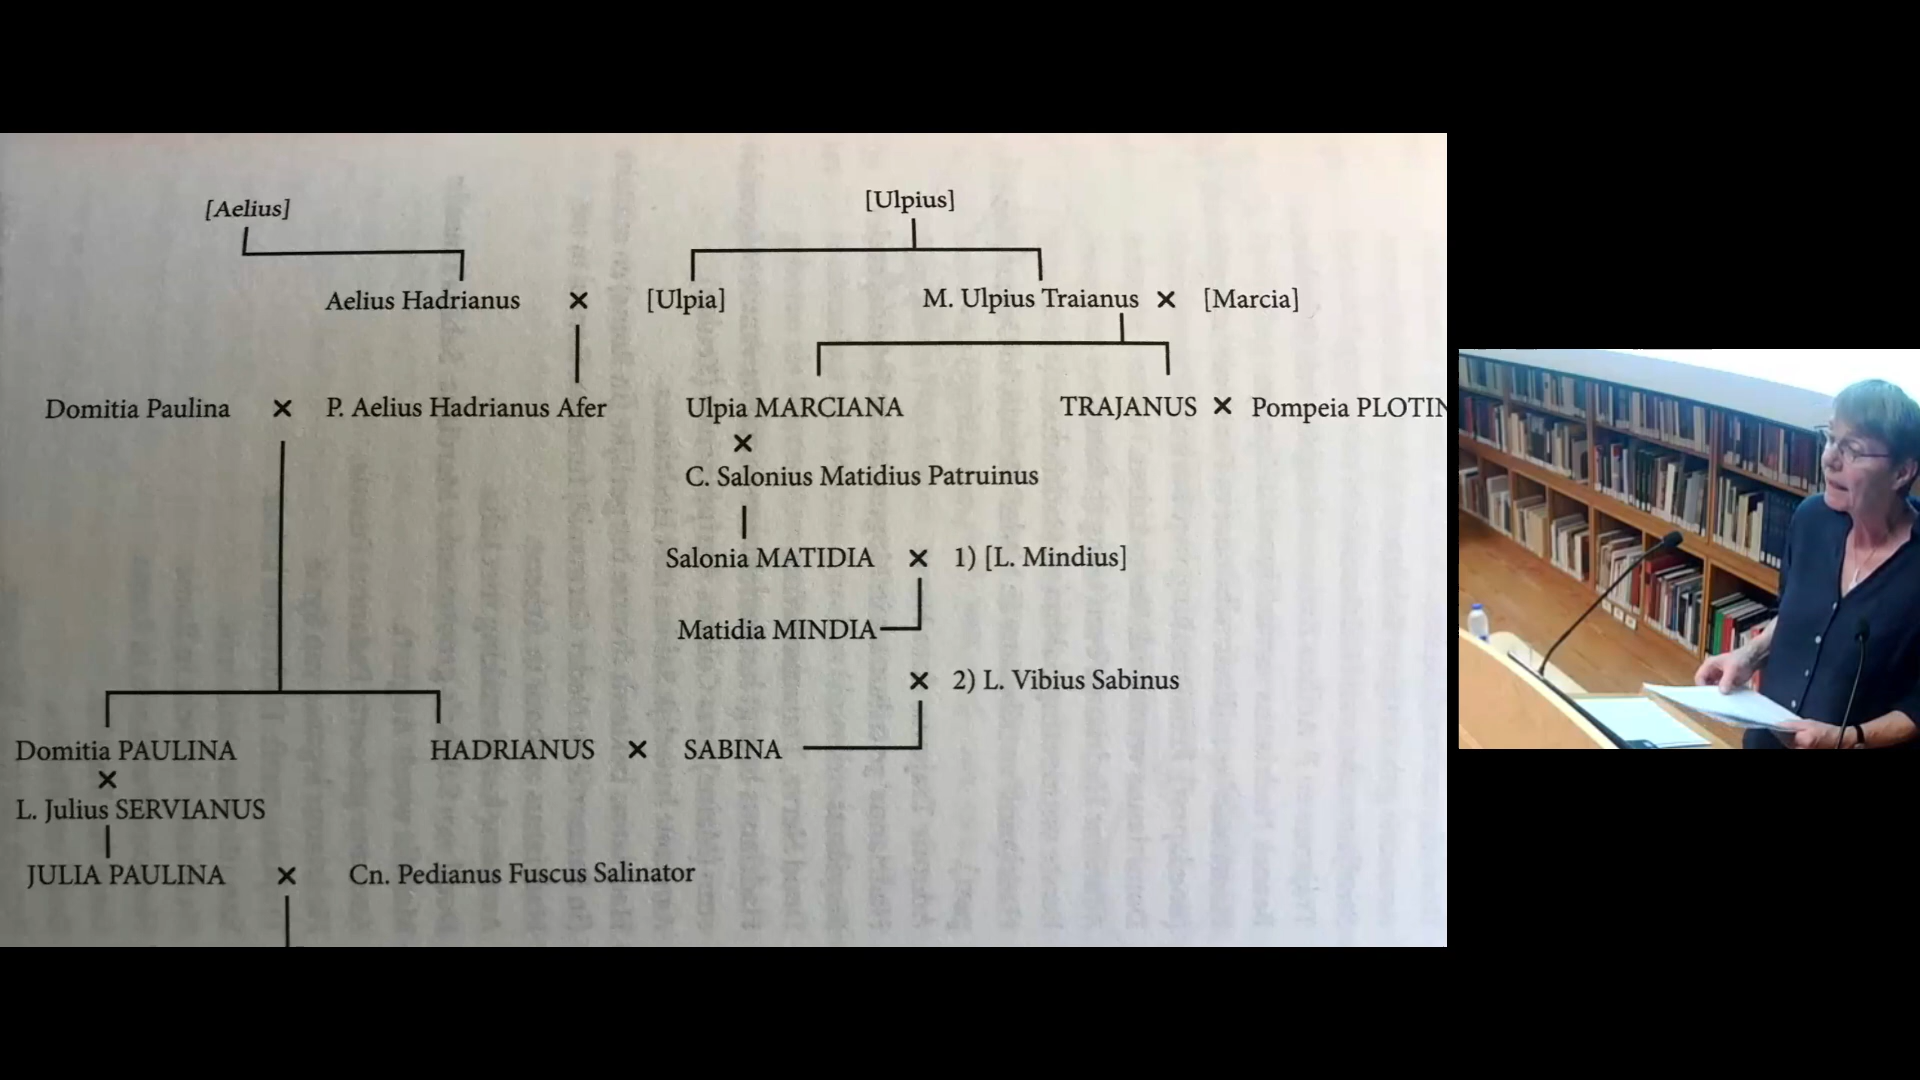 [Aelius]
[Ulpius]
Aelius Hadrianus × [Ulpia]
M. Ulpius Traianus × [Marcia]
Domitia Paulina × P. Aelius Hadrianus Afer
Ulpia MARCIANA
TRAJANUS × Pompeia PLOTIN
×
C. Salonius Matidius Patruinus
Salonia MATIDIA × 1) [L. Mindius]
Matidia MINDIA
× 2) L. Vibius Sabinus
Domitia PAULINA
HADRIANUS × SABINA
×
L. Julius SERVIANUS
JULIA PAULINA × Cn. Pedianus Fuscus Salinator